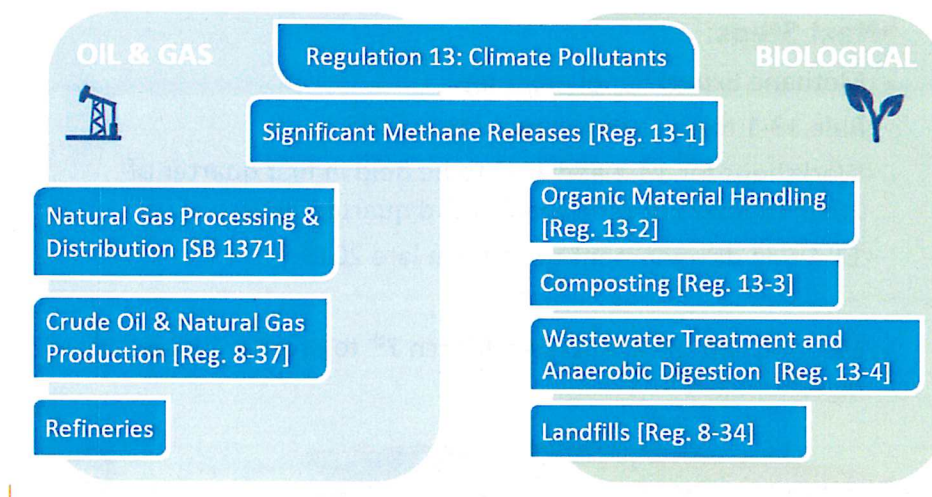 OIL & GAS
Regulation 13: Climate Pollutants
BIOLOGICAL
Significant Methane Releases [Reg. 13-1]
Natural Gas Processing &
Distribution [SB 1371]
Crude Oil & Natural Gas
Production [Reg. 8-37]
Refineries
Organic Material Handling
[Reg. 13-2]
Composting [Reg. 13-3]
Wastewater Treatment and
Anaerobic Digestion [Reg. 13-4]
Landfills [Reg. 8-34]